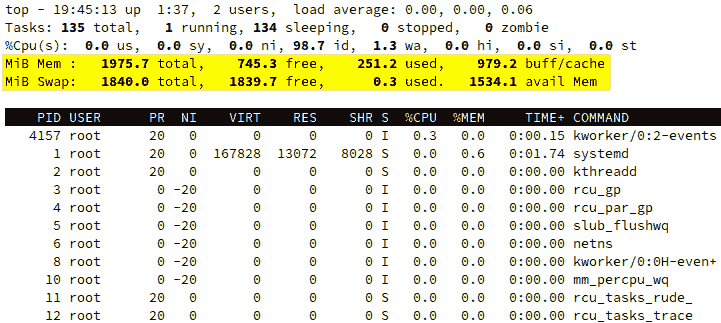 top - 19:45:13 up  1:37,  2 users,  load average: 0.00, 0.00, 0.06
Tasks: 135 total,   1 running, 134 sleeping,   0 stopped,   0 zombie
%Cpu(s):  0.0 us,  0.0 sy,  0.0 ni, 98.7 id,  1.3 wa,  0.0 hi,  0.0 si,  0.0 st
MiB Mem :   1975.7 total,    745.3 free,    251.2 used,    979.2 buff/cache
MiB Swap:   1840.0 total,   1839.7 free,      0.3 used.   1534.1 avail Mem
PID USER      PR  NI    VIRT    RES    SHR S  %CPU  %MEM     TIME+ COMMAND
4157 root      20   0       0      0      0 I   0.3   0.0   0:00.15 kworker/0:2-events
1 root      20   0  167828  13072   8028 S   0.0   0.6   0:01.74 systemd
2 root      20   0       0      0      0 S   0.0   0.0   0:00.00 kthreadd
3 root       0 -20       0      0      0 I   0.0   0.0   0:00.00 rcu_gp
4 root       0 -20       0      0      0 I   0.0   0.0   0:00.00 rcu_par_gp
5 root       0 -20       0      0      0 I   0.0   0.0   0:00.00 slub_flushwq
6 root       0 -20       0      0      0 I   0.0   0.0   0:00.00 netns
8 root       0 -20       0      0      0 I   0.0   0.0   0:00.00 kworker/0:0H-even+
10 root       0 -20       0      0      0 I   0.0   0.0   0:00.00 mm_percpu_wq
11 root      20   0       0      0      0 S   0.0   0.0   0:00.00 rcu_tasks_rude_
12 root      20   0       0      0      0 S   0.0   0.0   0:00.00 rcu_tasks_trace